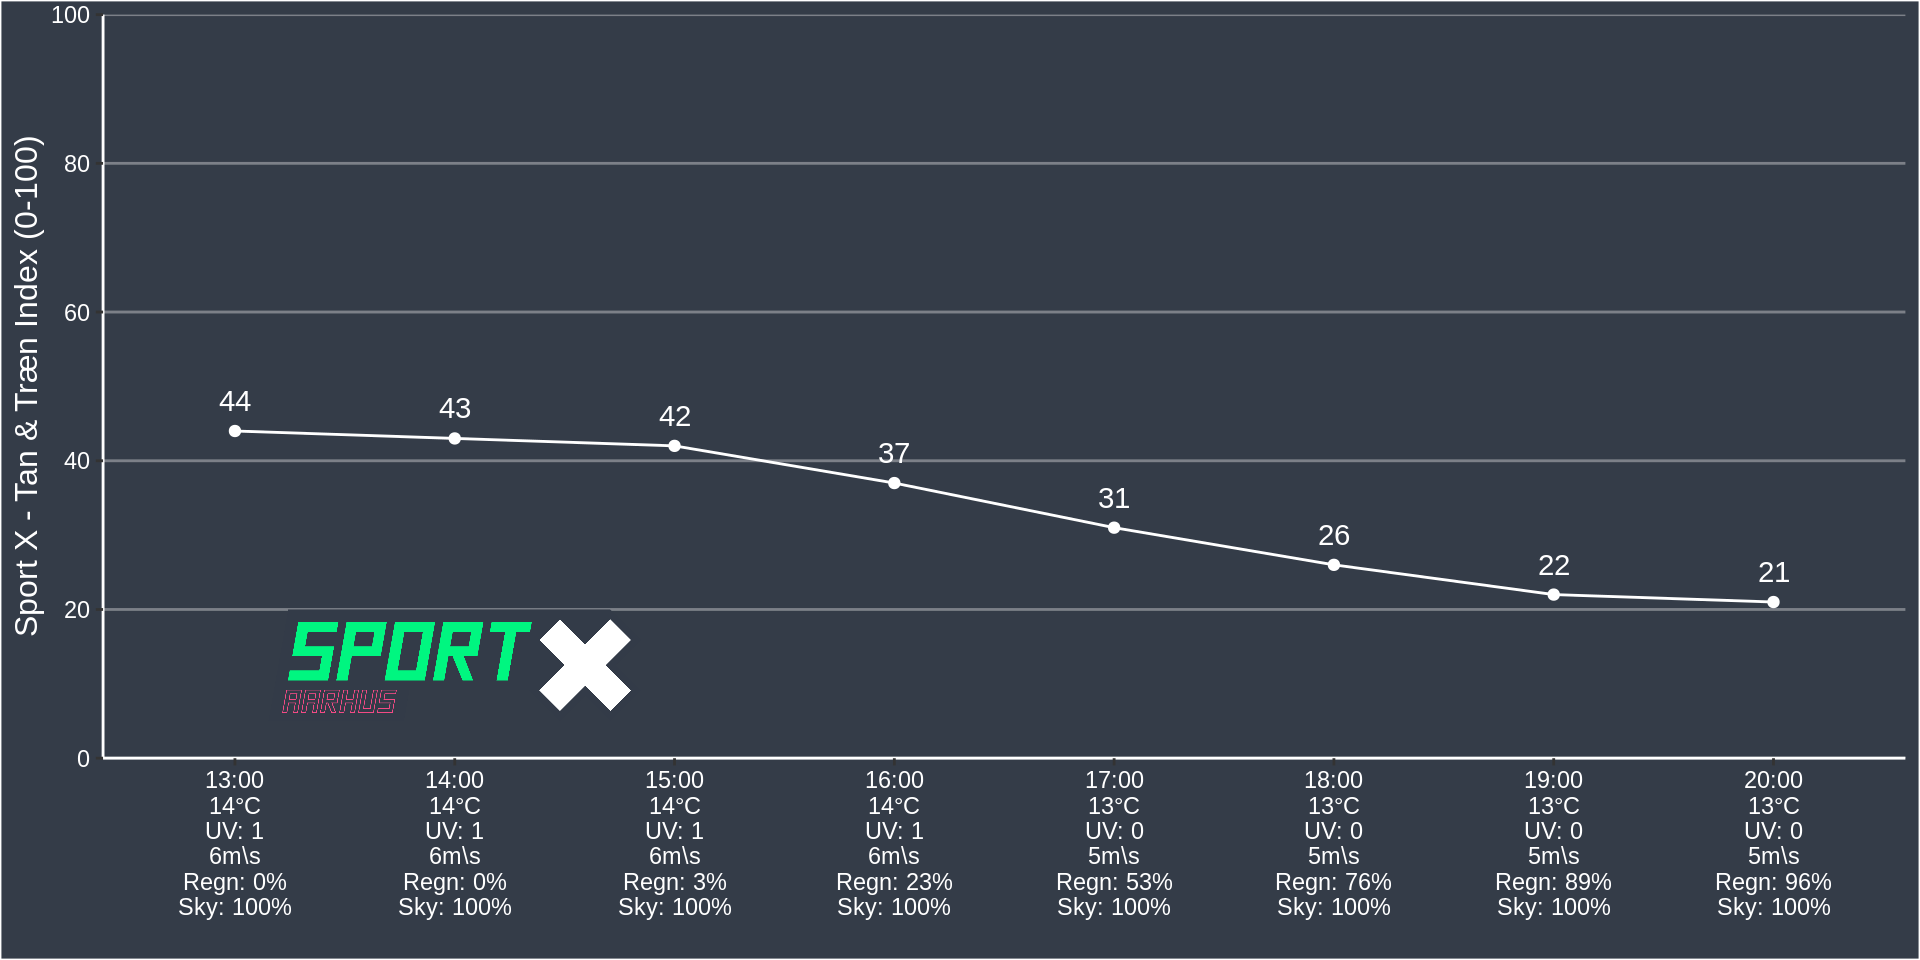 Sport X - Tan & Træn Index (0-100)
100
80
60
40
20
0
44
43
42
37
31
26
22
21
SPORT X
AARHUS
13:00 14:00 15:00 16:00 17:00 18:00 19:00 20:00
14°C 14°C 14°C 14°C 13°C 13°C 13°C 13°C
UV: 1 UV: 1 UV: 1 UV: 1 UV: 0 UV: 0 UV: 0 UV: 0
6m\s 6m\s 6m\s 6m\s 5m\s 5m\s 5m\s 5m\s
Regn: 0% Regn: 0% Regn: 3% Regn: 23% Regn: 53% Regn: 76% Regn: 89% Regn: 96%
Sky: 100% Sky: 100% Sky: 100% Sky: 100% Sky: 100% Sky: 100% Sky: 100% Sky: 100%